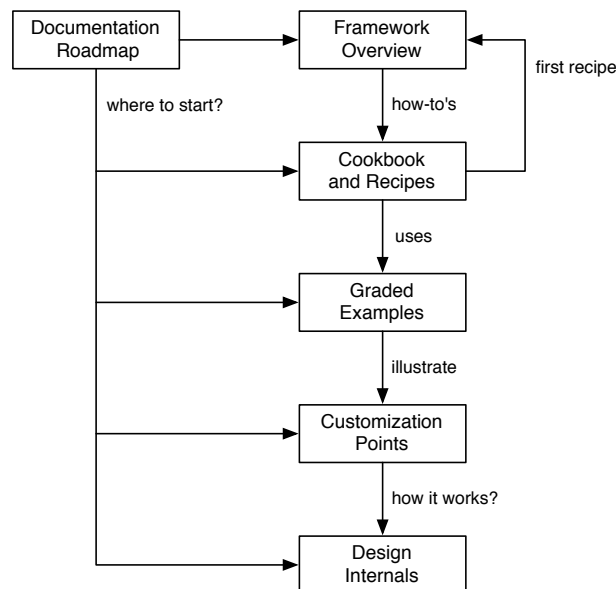 Documentation
Roadmap
Framework
Overview
first recipe
where to start?
how-to's
Cookbook
and Recipes
uses
Graded
Examples
illustrate
Customization
Points
how it works?
Design
Internals